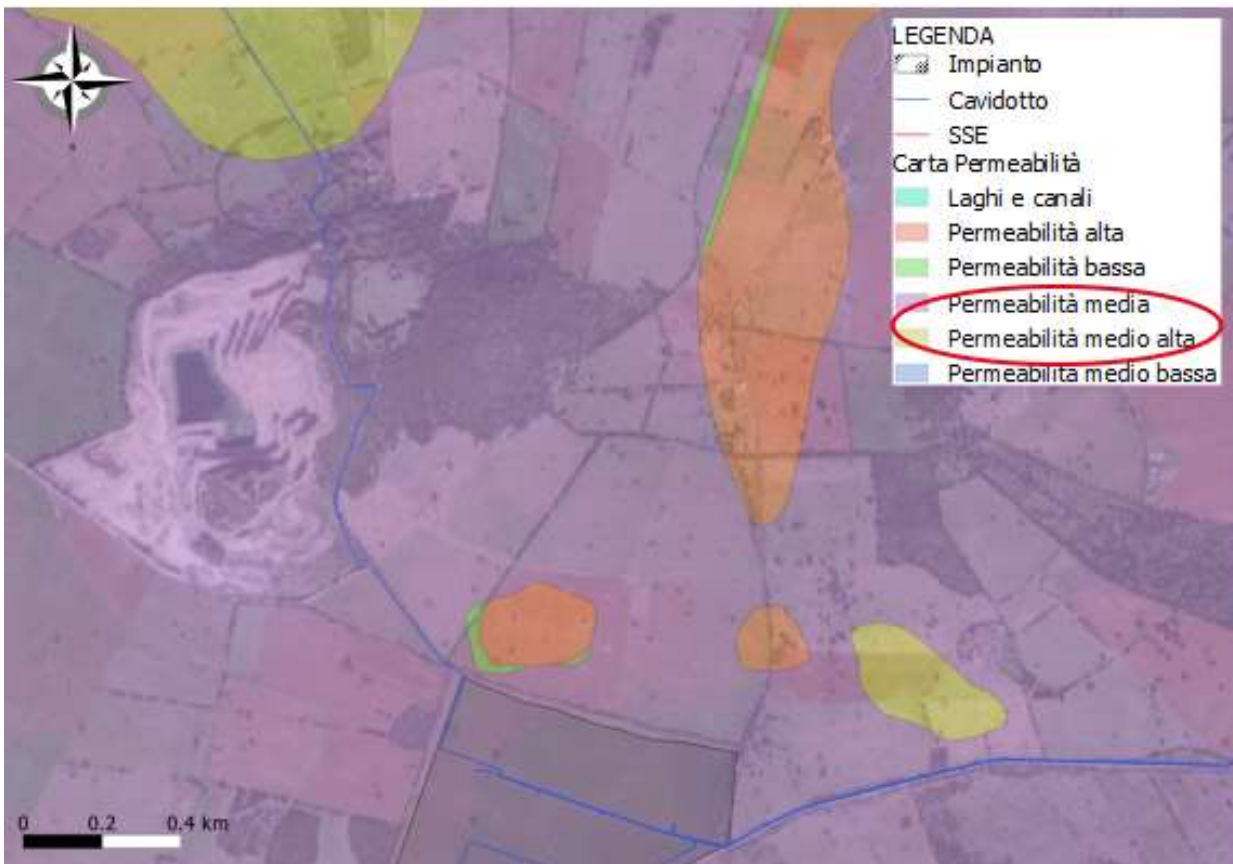 LEGENDA
Impianto
Cavidotto
SSE
Carta Permeabilità
Laghi e canali
Permeabilità alta
Permeabilità bassa
Permeabilità media
Permeabilità medio alta
Permeabilità medio bassa
0 0.2 0.4 km